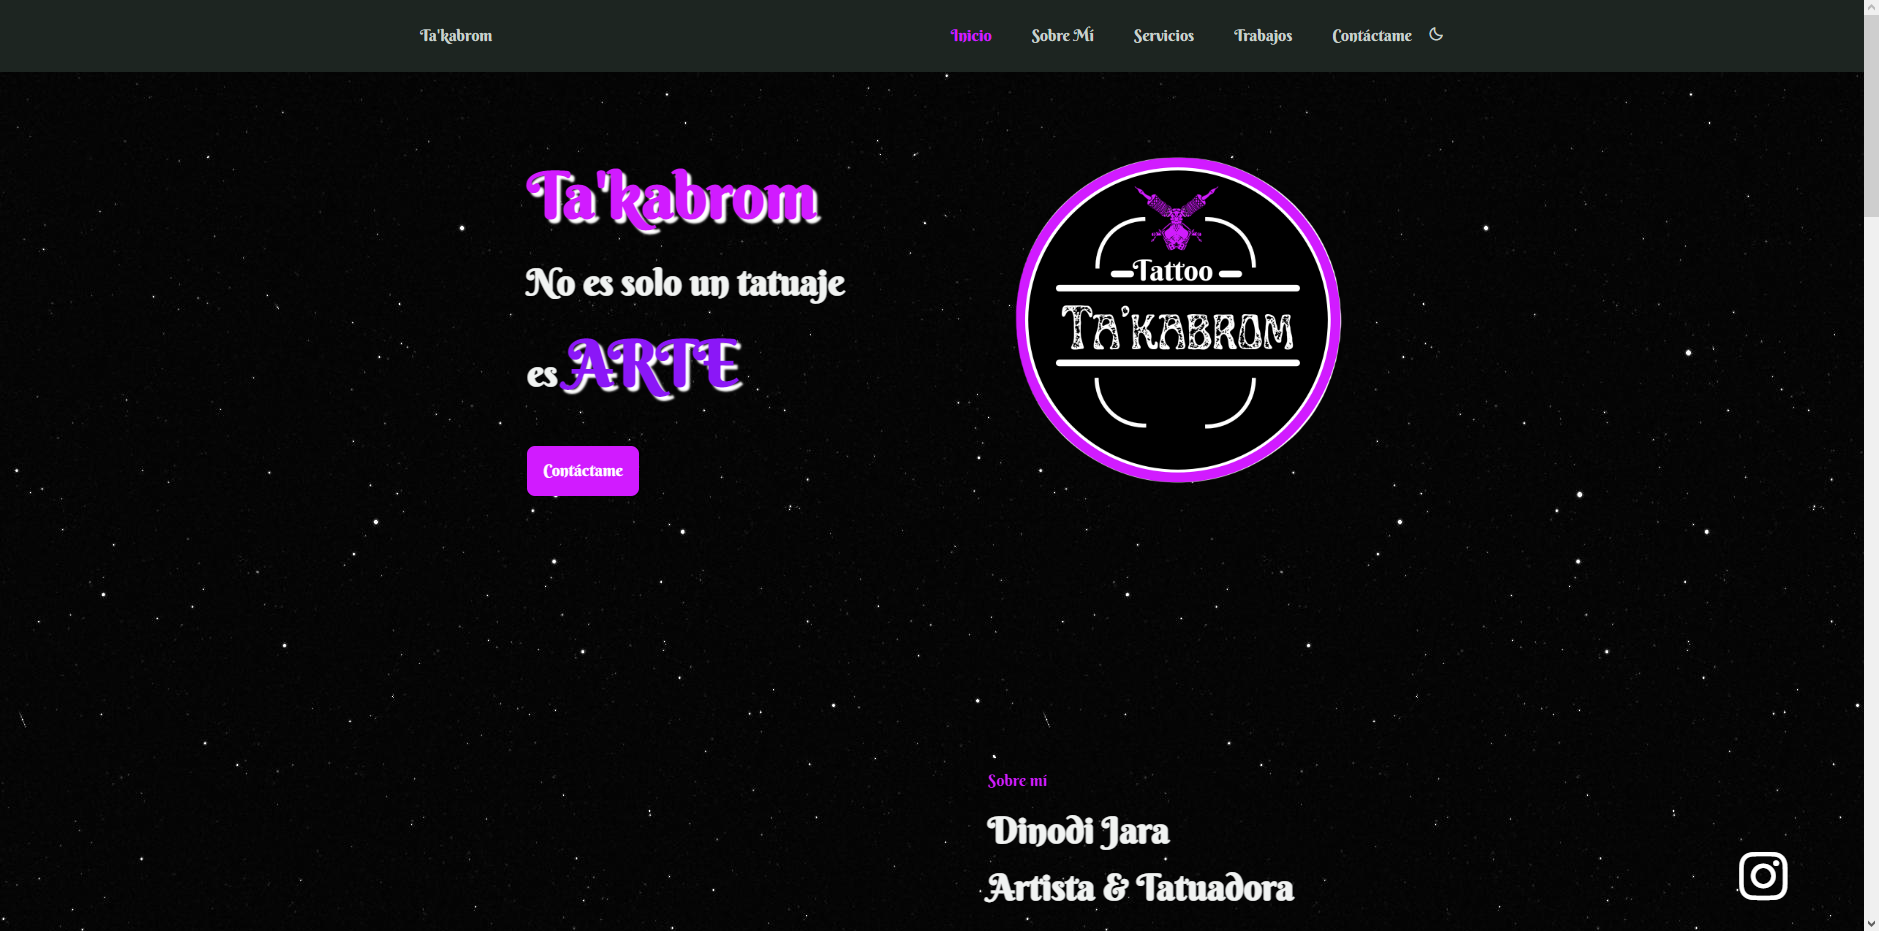 Ta'kabrom
Inicio
Sobre Mí
Servicios
Trabajos
Contáctame
Ta'kabrom
No es solo un tatuaje
es ARTE
Contáctame
Tattoo
TA'KABROM
Sobre mí
Dinodi Jara
Artista & Tatuadora